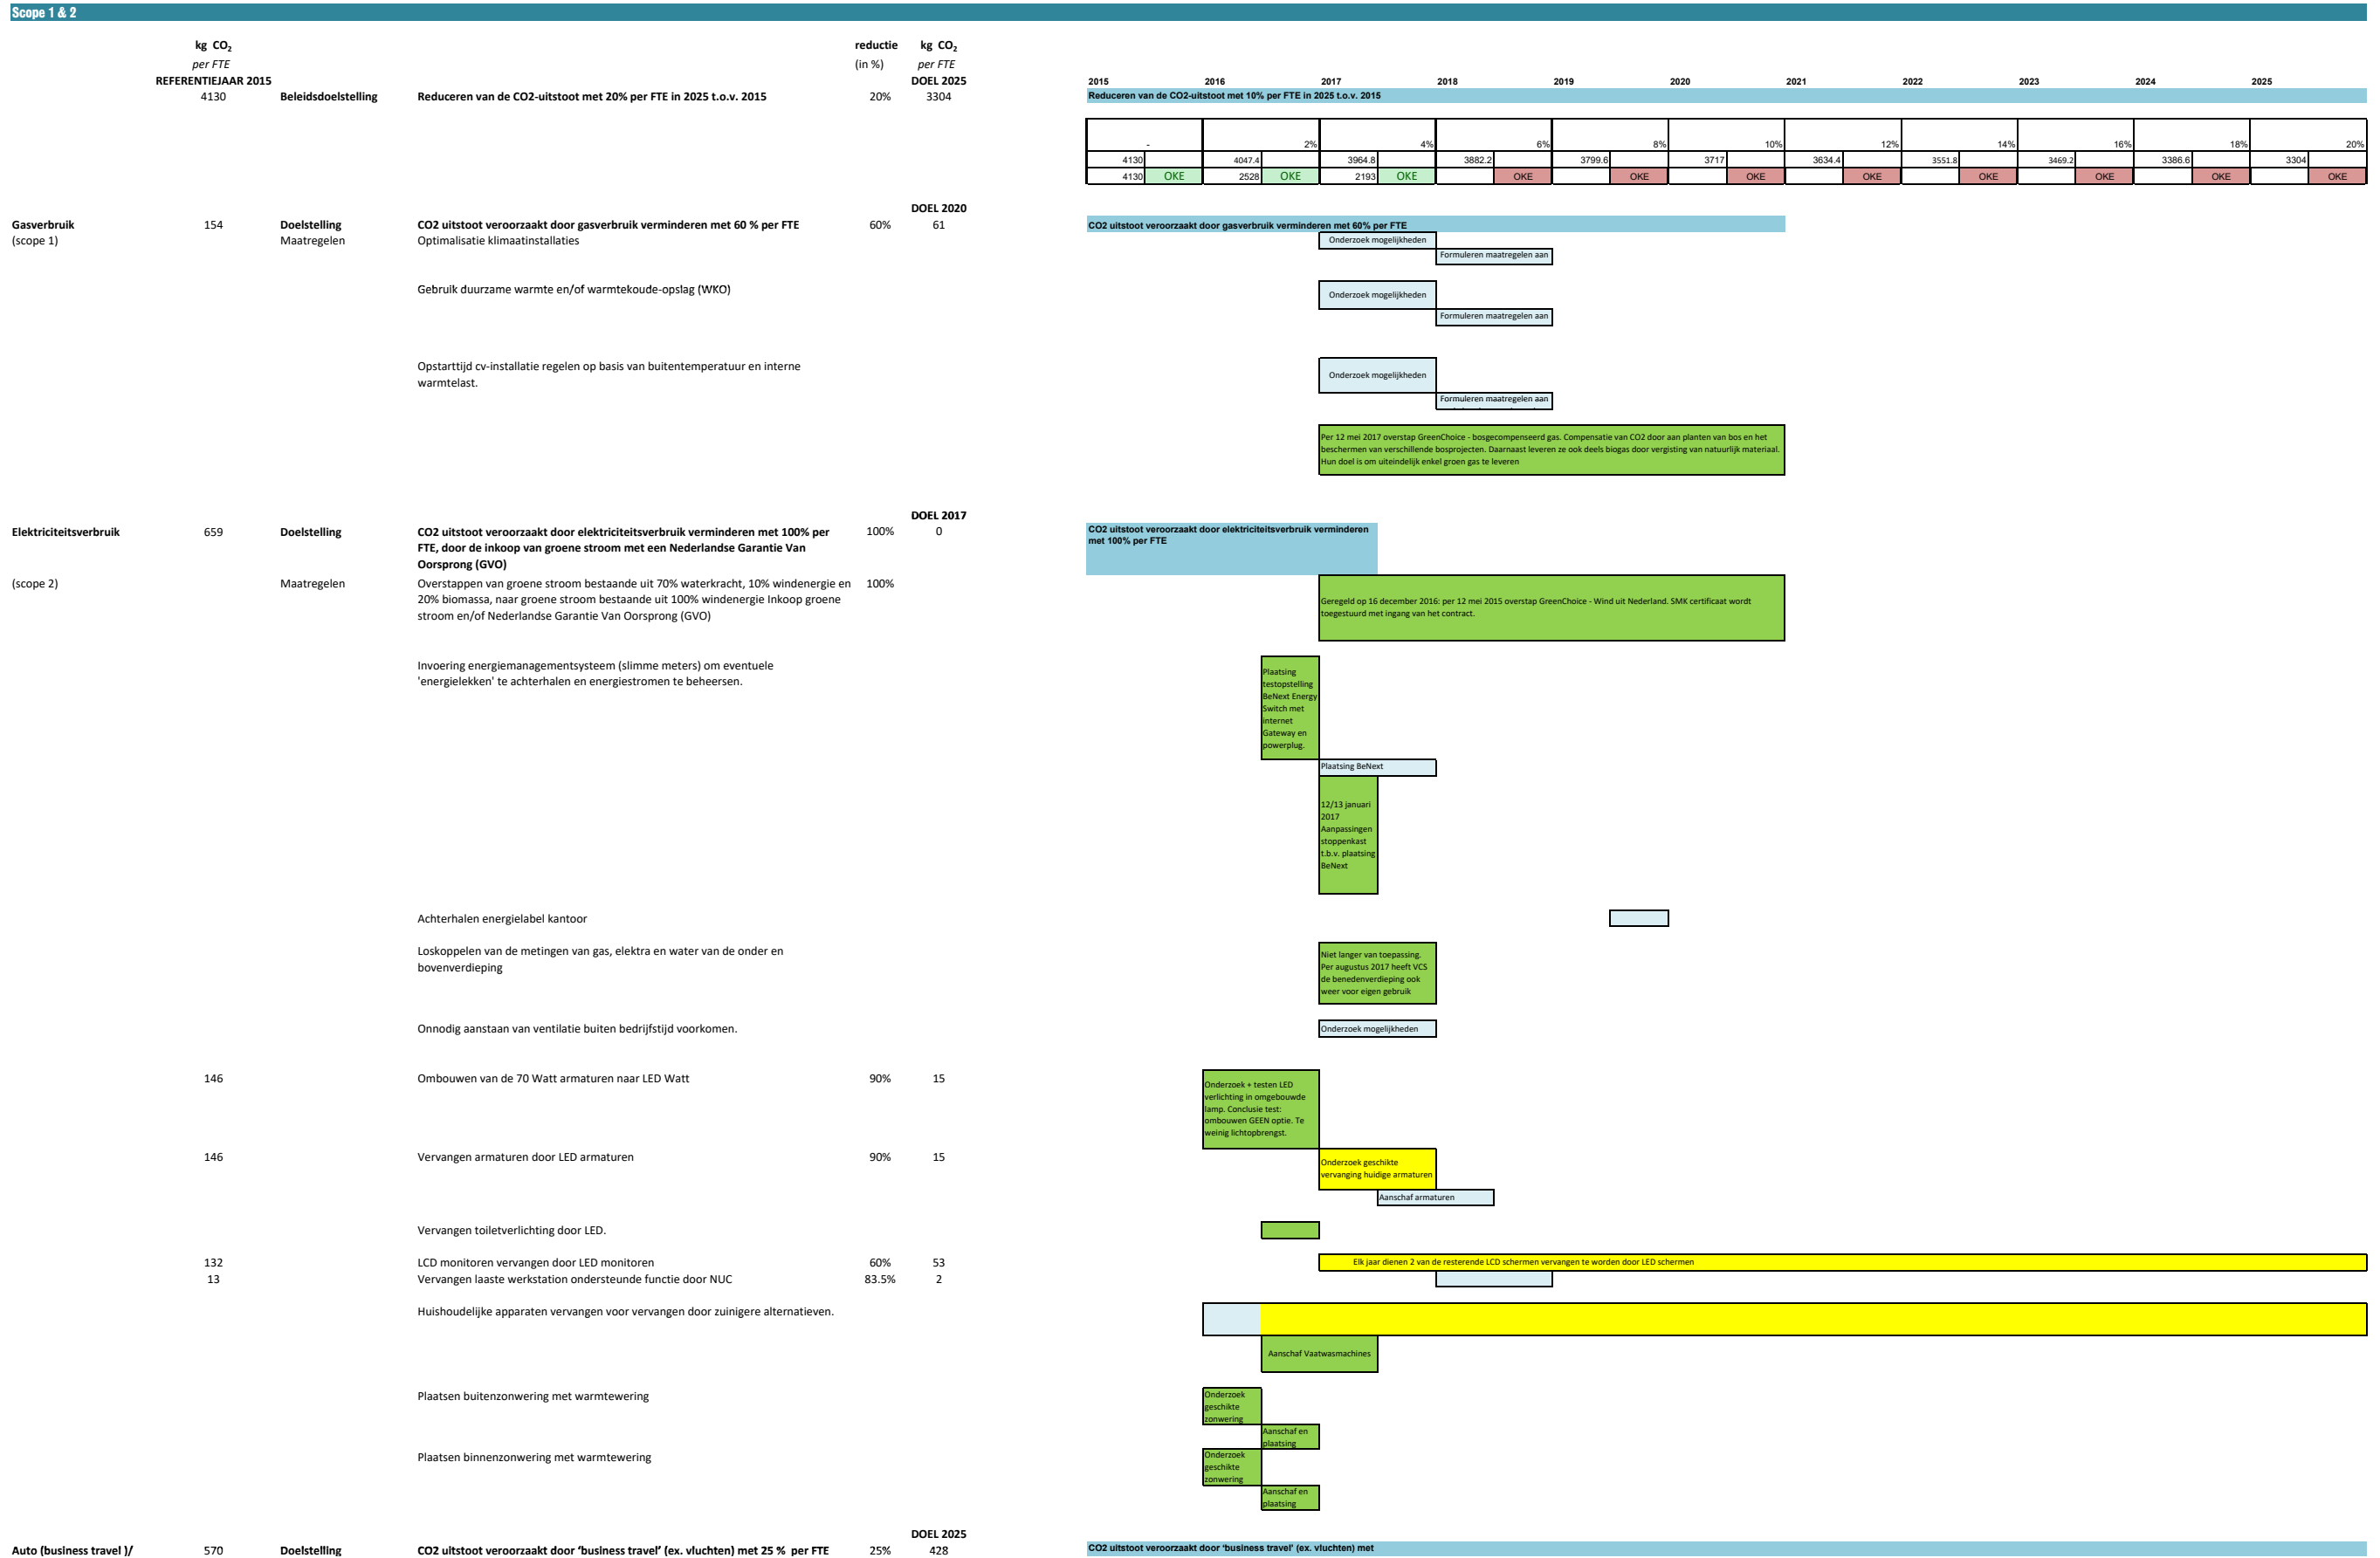 Scope 1 & 2
kg CO2 reductie kg CO2
per FTE (in %) per FTE
REFERENTIEJAAR 2015 DOEL 2025 2015 2016 2017 2018 2019 2020 2021 2022 2023 2024 2025
4130 Beleidsdoelstelling Reduceren van de CO2-uitstoot met 20% per FTE in 2025 t.o.v. 2015 20% 3304 Reduceren van de CO2-uitstoot met 10% per FTE in 2025 t.o.v. 2015
- 2% 4% 6% 8% 10% 12% 14% 16% 18% 20%
4130 4047.4 3964.8 3882.2 3799.6 3717 3634.4 3551.8 3469.2 3386.6 3304
4130 OKE 2528 OKE 2193 OKE OKE OKE OKE OKE OKE OKE OKE OKE
DOEL 2020
Gasverbruik 154 Doelstelling CO2 uitstoot veroorzaakt door gasverbruik verminderen met 60 % per FTE 60% 61 CO2 uitstoot veroorzaakt door gasverbruik verminderen met 60% per FTE
(scope 1) Maatregelen Optimalisatie klimaatinstallaties Onderzoek mogelijkheden
Formuleren maatregelen aan
Gebruik duurzame warmte en/of warmtekoude-opslag (WKO) Onderzoek mogelijkheden
Formuleren maatregelen aan
Opstarttijd cv-installatie regelen op basis van buitentemperatuur en interne
warmtelast.
Onderzoek mogelijkheden
Formuleren maatregelen aan
Per 12 mei 2017 overstap GreenChoice - bosgecompenseerd gas. Compensatie van CO2 door aan planten van bos en het
beschermen van verschillende bosprojecten. Daarnaast leveren ze ook deels biogas door vergisting van natuurlijk materiaal.
Hun doel is om uiteindelijk enkel groen gas te leveren
DOEL 2017
Elektriciteitsverbruik 659 Doelstelling CO2 uitstoot veroorzaakt door elektriciteitsverbruik verminderen met 100% per 100% 0
FTE, door de inkoop van groene stroom met een Nederlandse Garantie Van
Oorsprong (GVO)
CO2 uitstoot veroorzaakt door elektriciteitsverbruik verminderen
met 100% per FTE
(scope 2) Maatregelen Overstappen van groene stroom bestaande uit 70% waterkracht, 10% windenergie en 100%
20% biomassa, naar groene stroom bestaande uit 100% windenergie Inkoop groene
stroom en/of Nederlandse Garantie Van Oorsprong (GVO)
Geregeld op 16 december 2016: per 12 mei 2015 overstap GreenChoice - Wind uit Nederland. SMK certificaat wordt
toegestuurd met ingang van het contract.
Invoering energiemanagementsysteem (slimme meters) om eventuele
'energielekken' te achterhalen en energiestromen te beheersen.
Plaatsing
testopstelling
BeNext Energy
Switch met
internet
Gateway en
powerplug.
Plaatsing BeNext
12/13 januari
2017
Aanpassingen
stoppenkast
t.b.v. plaatsing
BeNext
Achterhalen energielabel kantoor
Loskoppelen van de metingen van gas, elektra en water van de onder en
bovenverdieping
Niet langer van toepassing.
Per augustus 2017 heeft VCS
de benedenverdieping ook
weer voor eigen gebruik
Onnodig aanstaan van ventilatie buiten bedrijfstijd voorkomen. Onderzoek mogelijkheden
146 Ombouwen van de 70 Watt armaturen naar LED Watt 90% 15
Onderzoek + testen LED
verlichting in omgebouwde
lamp. Conclusie test:
ombouwen GEEN optie. Te
weinig lichtopbrengst.
146 Vervangen armaturen door LED armaturen 90% 15
Onderzoek geschikte
vervanging huidige armaturen
Aanschaf armaturen
Vervangen toiletverlichting door LED.
132 LCD monitoren vervangen door LED monitoren 60% 53 Elk jaar dienen 2 van de resterende LCD schermen vervangen te worden door LED schermen
13 Vervangen laaste werkstation ondersteunde functie door NUC 83.5% 2
Huishoudelijke apparaten vervangen voor vervangen door zuinigere alternatieven.
Aanschaf Vaatwasmachines
Plaatsen buitenzonwering met warmtewering
Onderzoek
geschikte
zonwering
Aanschaf en
plaatsing
Plaatsen binnenzonwering met warmtewering
Onderzoek
geschikte
zonwering
Aanschaf en
plaatsing
DOEL 2025
Auto (business travel )/ 570 Doelstelling CO2 uitstoot veroorzaakt door 'business travel' (ex. vluchten) met 25 % per FTE 25% 428 CO2 uitstoot veroorzaakt door 'business travel' (ex. vluchten) met